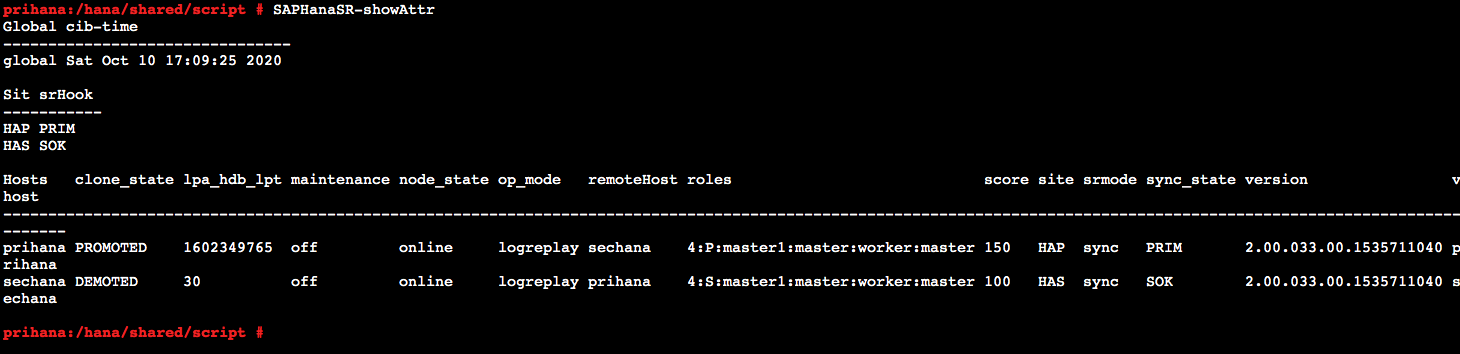 prihana:/hana/shared/script # SAPHanaSR-showAttr
Global cib-time
--------------------------------
global Sat Oct 10 17:09:25 2020
Sit srHook
-----------
HAP PRIM
HAS SOK
Hosts   clone_state lpa_hdb_lpt maintenance node_state op_mode   remoteHost roles                            score site srmode sync_state version                v
host
------------------------------------------------------------------------------------------------------------------------------------------------------------------
-------
prihana PROMOTED    1602349765  off         online     logreplay sechana    4:P:master1:master:worker:master 150   HAP  sync   PRIM       2.00.033.00.1535711040 p
rihana
sechana DEMOTED     30          off         online     logreplay prihana    4:S:master1:master:worker:master 100   HAS  sync   SOK        2.00.033.00.1535711040 s
echana
prihana:/hana/shared/script #